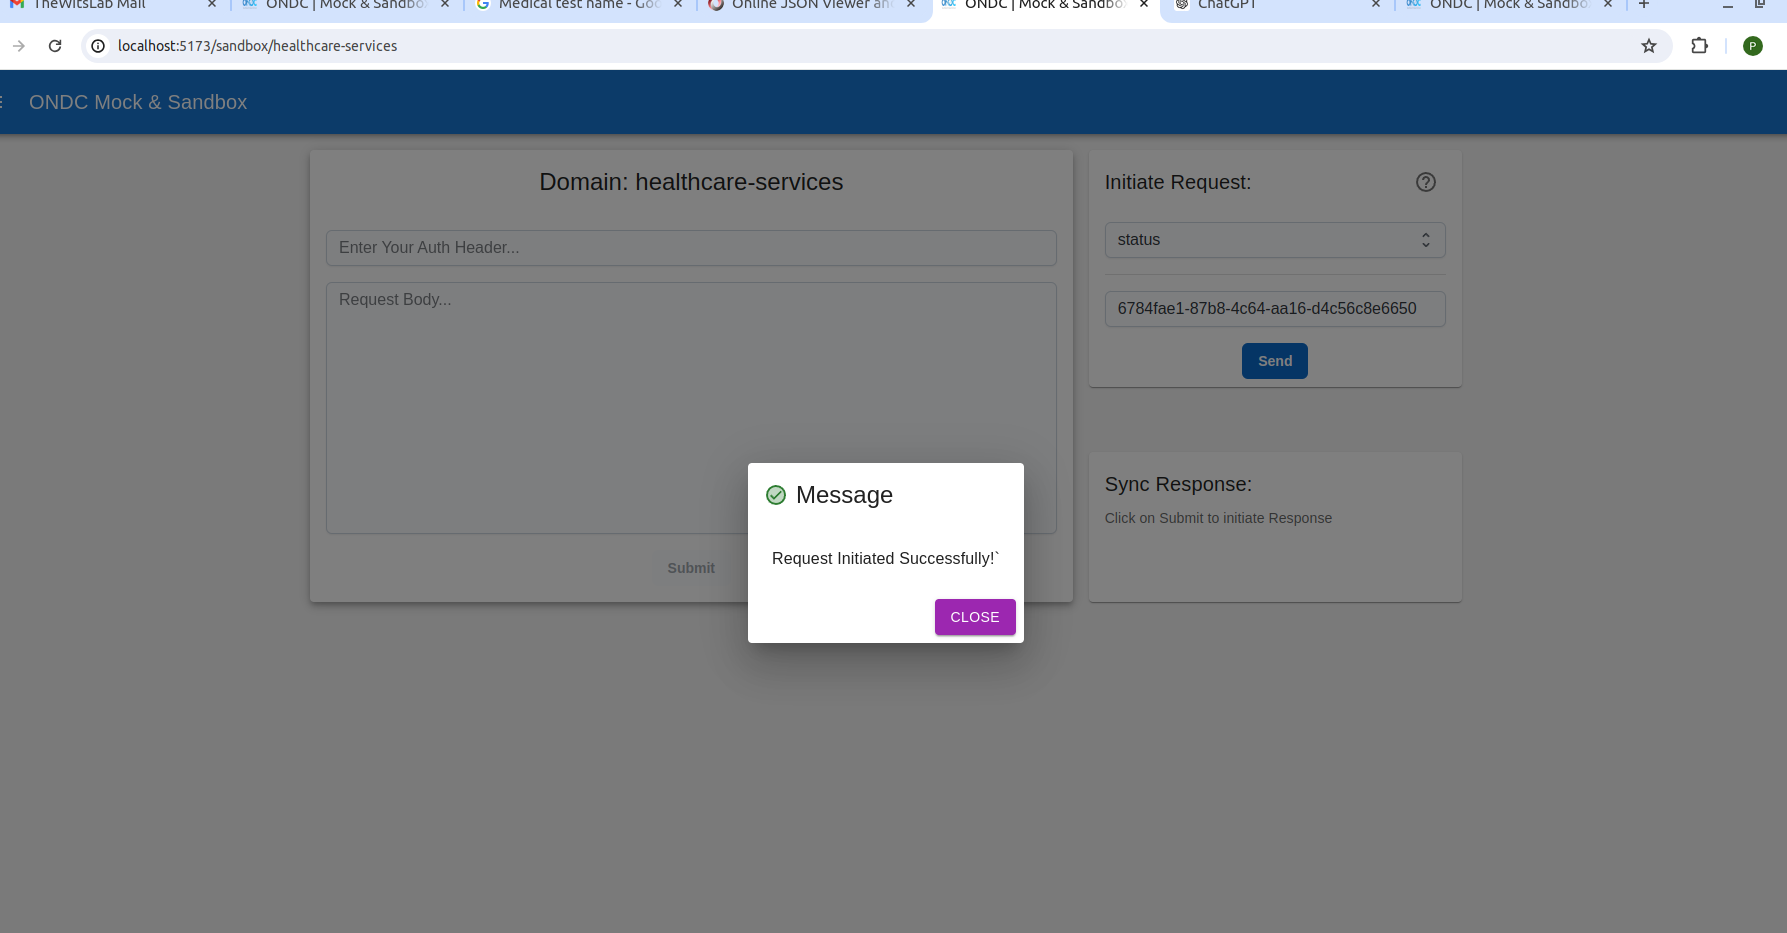 TheWitsLab Mail
ONDC | Mock & Sandbo
Medical test name - Goo
Online JSON Viewer an
ONDC | Mock & Sandbo
ChatGPT
ONDC | Mock & Sandbo
localhost:5173/sandbox/healthcare-services
P
ONDC Mock & Sandbox
Domain: healthcare-services
Enter Your Auth Header...
Request Body...
Submit
Initiate Request:
status
6784fae1-87b8-4c64-aa16-d4c56c8e6650
Send
Sync Response:
Click on Submit to initiate Response
Message
Request Initiated Successfully!`
CLOSE